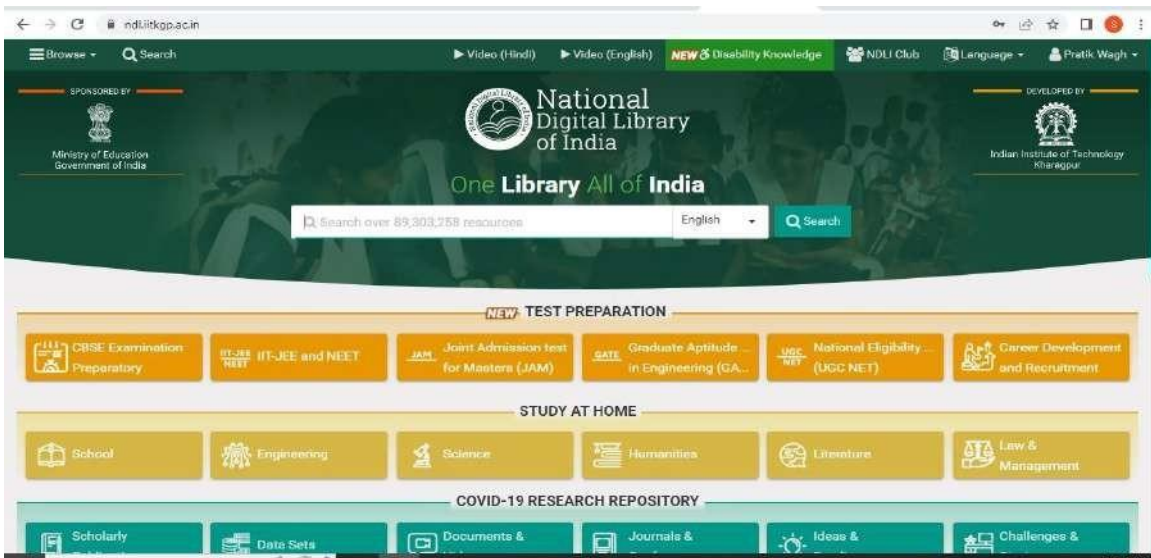 ndl.iitkgp.ac.in
Browse Search Video (Hindi) Video (English) NEW Disability Knowledge NDLI Club Language Pratik Wagh
SPONSORED BY
Ministry of Education
Government of India
National Digital Library of India
National
Digital Library
of India
One Library All of India
DEVELOPED BY
Indian Institute of Technology
Kharagpur
Search over 89,303,258 resources English Search
NEW TEST PREPARATION
CBSE Examination
Preparatory
IIT-JEE
NEET
IIT-JEE and NEET
JAM
Joint Admission test
for Masters (JAM)
GATE
Graduate Aptitude...
in Engineering (GA...
UGC
NET
National Eligibility...
(UGC NET)
Career Development
and Recruitment
STUDY AT HOME
School
Engineering
Science
Humanities
Literature
Law &
Management
COVID-19 RESEARCH REPOSITORY
Scholarly
Data Sets
Documents &
Journals &
Ideas &
Challenges &